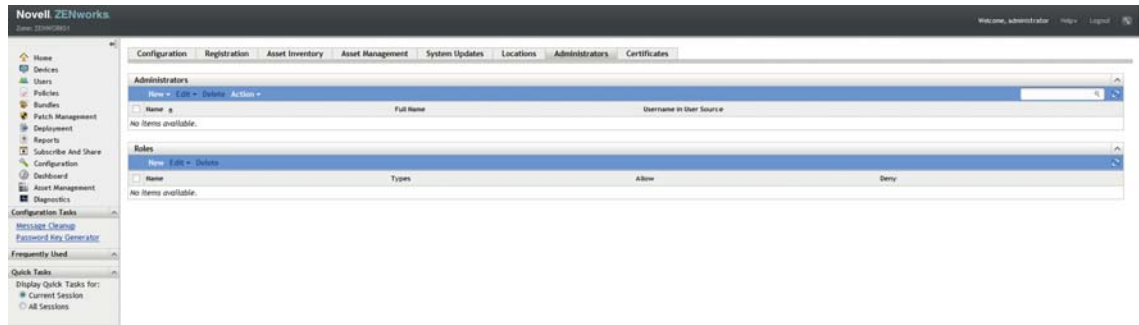 Novell. ZENworks.
Welcome, administrator Help Logout
Configuration Registration Asset Inventory Asset Management System Updates Locations Administrators Certificates
Home
Devices
Users
Policies
Bundles
Patch Management
Deployment
Reports
Subscribe And Share
Configuration
Dashboard
Asset Management
Diagnostics
Configuration Tasks
Message Cleanup
Password Key Generator
Frequently Used
Quick Tasks
Display Quick Tasks for:
Current Session
All Sessions
Administrators
New Edit Delete Action
Name Full Name Username in User Source
No items available.
Roles
New Edit Delete
Name Types Allow Deny
No items available.